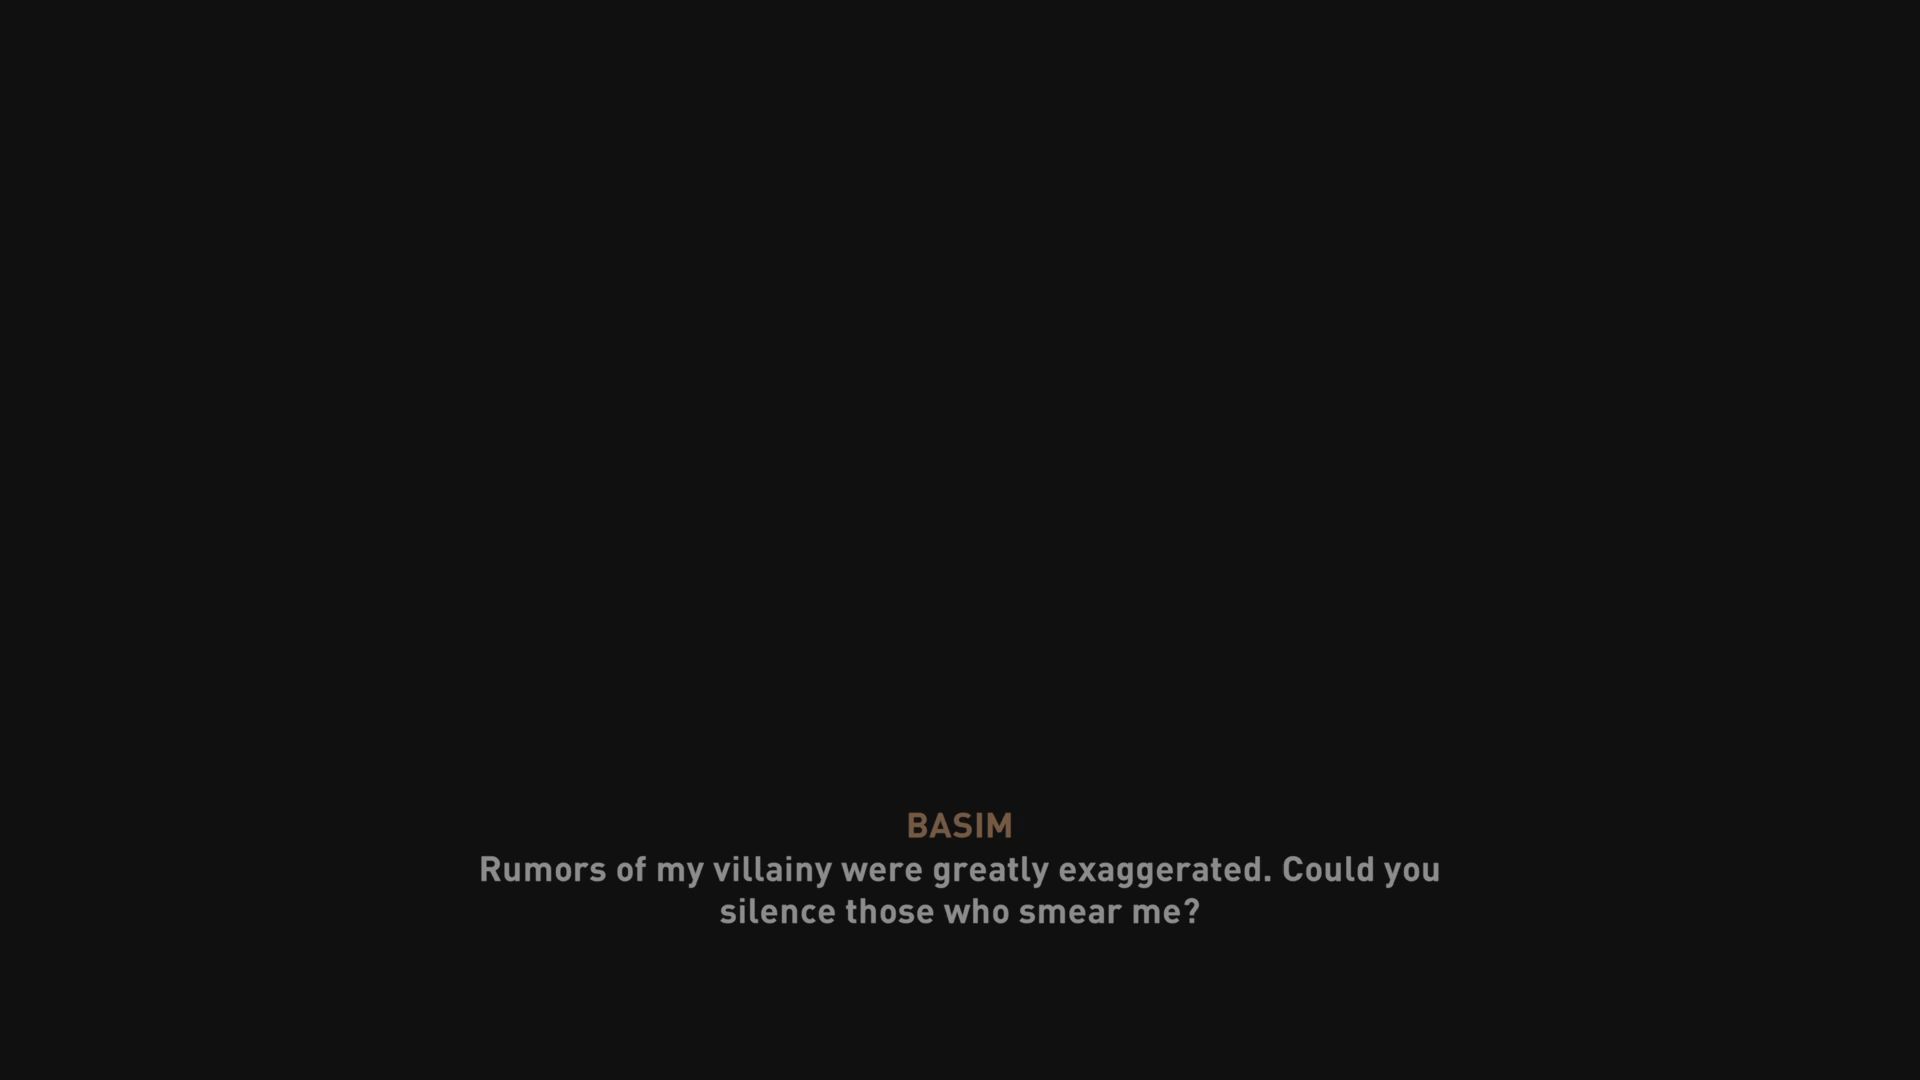 BASIM
Rumors of my villainy were greatly exaggerated. Could you
silence those who smear me?